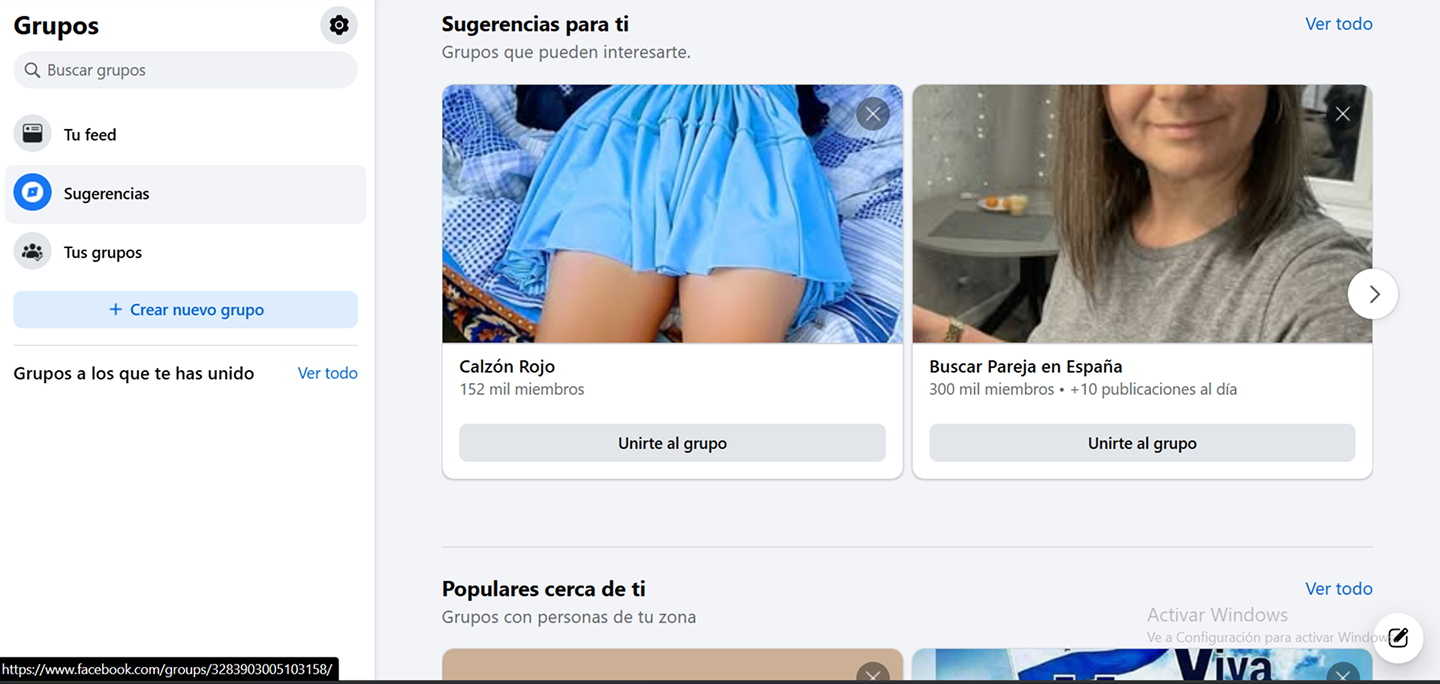 Grupos
Buscar grupos
Tu feed
Sugerencias
Tus grupos
+ Crear nuevo grupo
Grupos a los que te has unido Ver todo
Sugerencias para ti Ver todo
Grupos que pueden interesarte.
Calzón Rojo
152 mil miembros
Unirte al grupo
Buscar Pareja en España
300 mil miembros • +10 publicaciones al día
Unirte al grupo
Populares cerca de ti Ver todo
Grupos con personas de tu zona
Activar Windows
Ve a Configuración para activar Windows
Viva
https://www.facebook.com/groups/3283903005103158/